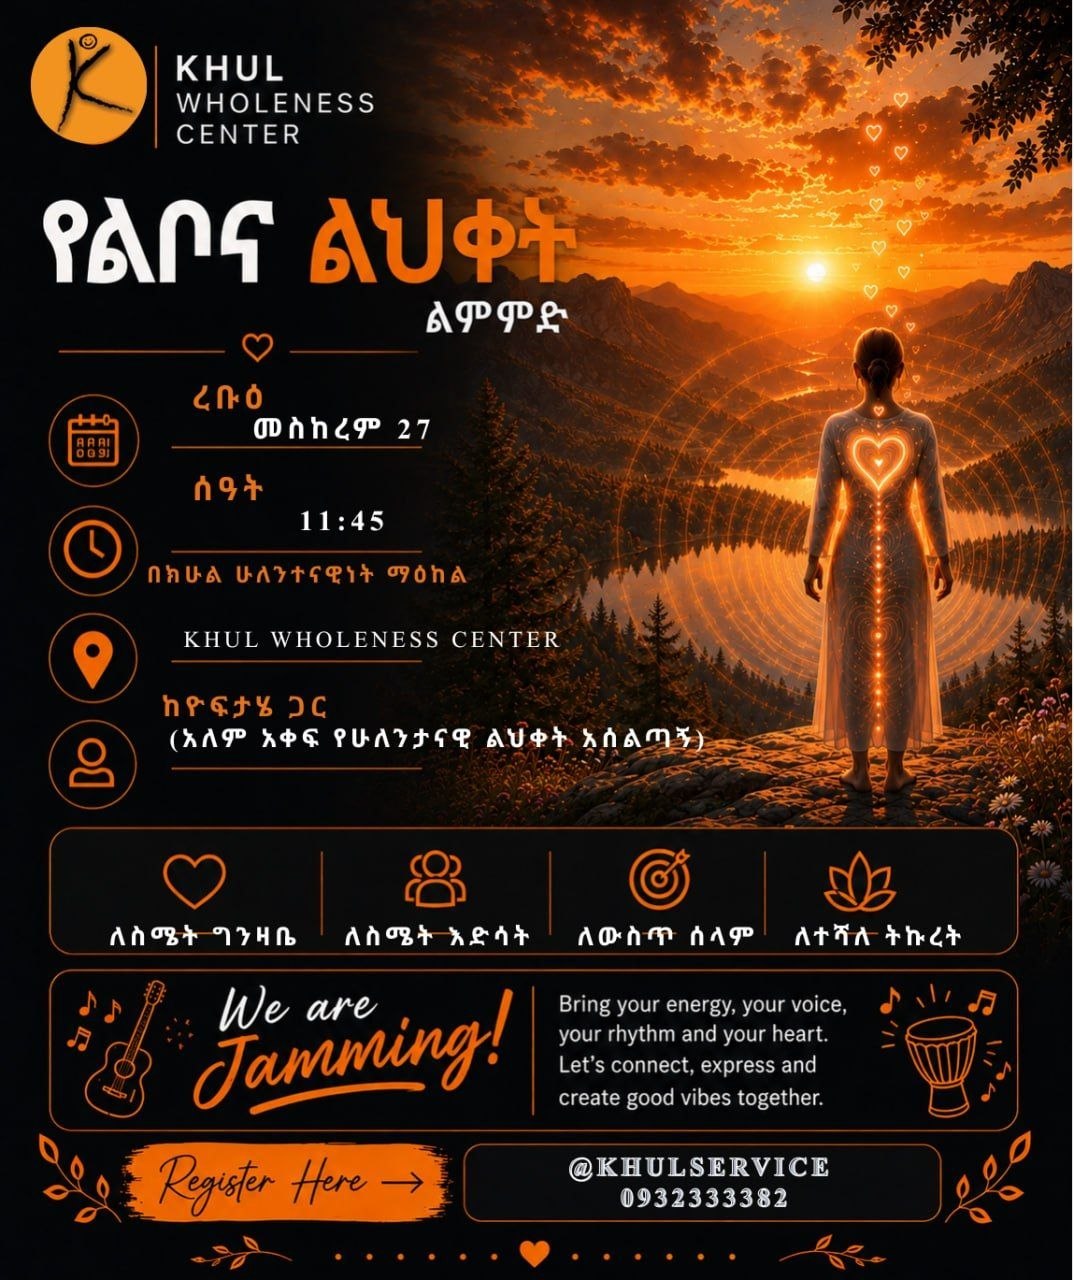 KHUL
WHOLENESS
CENTER
የልቦና ልህቀት
ልምምድ
ረቡዕ
መስከረም 27
ሰዓት
11:45
በክሁል ሁለንተናዊነት ማዕከል
KHUL WHOLENESS CENTER
ከዮፍታሄ ጋር
(አለም አቀፍ የሁለንታናዊ ልህቀት አሰልጣኝ)
ለስሜት ግንዛቤ
ለስሜት እድሳት
ለውስጥ ሰላም
ለተሻለ ትኩረት
We are
Jamming!
Bring your energy, your voice,
your rhythm and your heart.
Let's connect, express and
create good vibes together.
Register Here →
@KHULSERVICE
0932333382